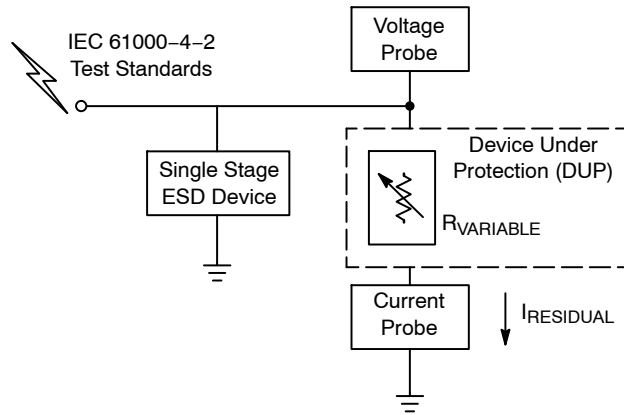 IEC 61000−4−2
Test Standards
Voltage
Probe
Single Stage
ESD Device
Device Under
Protection (DUP)
RVARIABLE
Current
Probe
IRESIDUAL